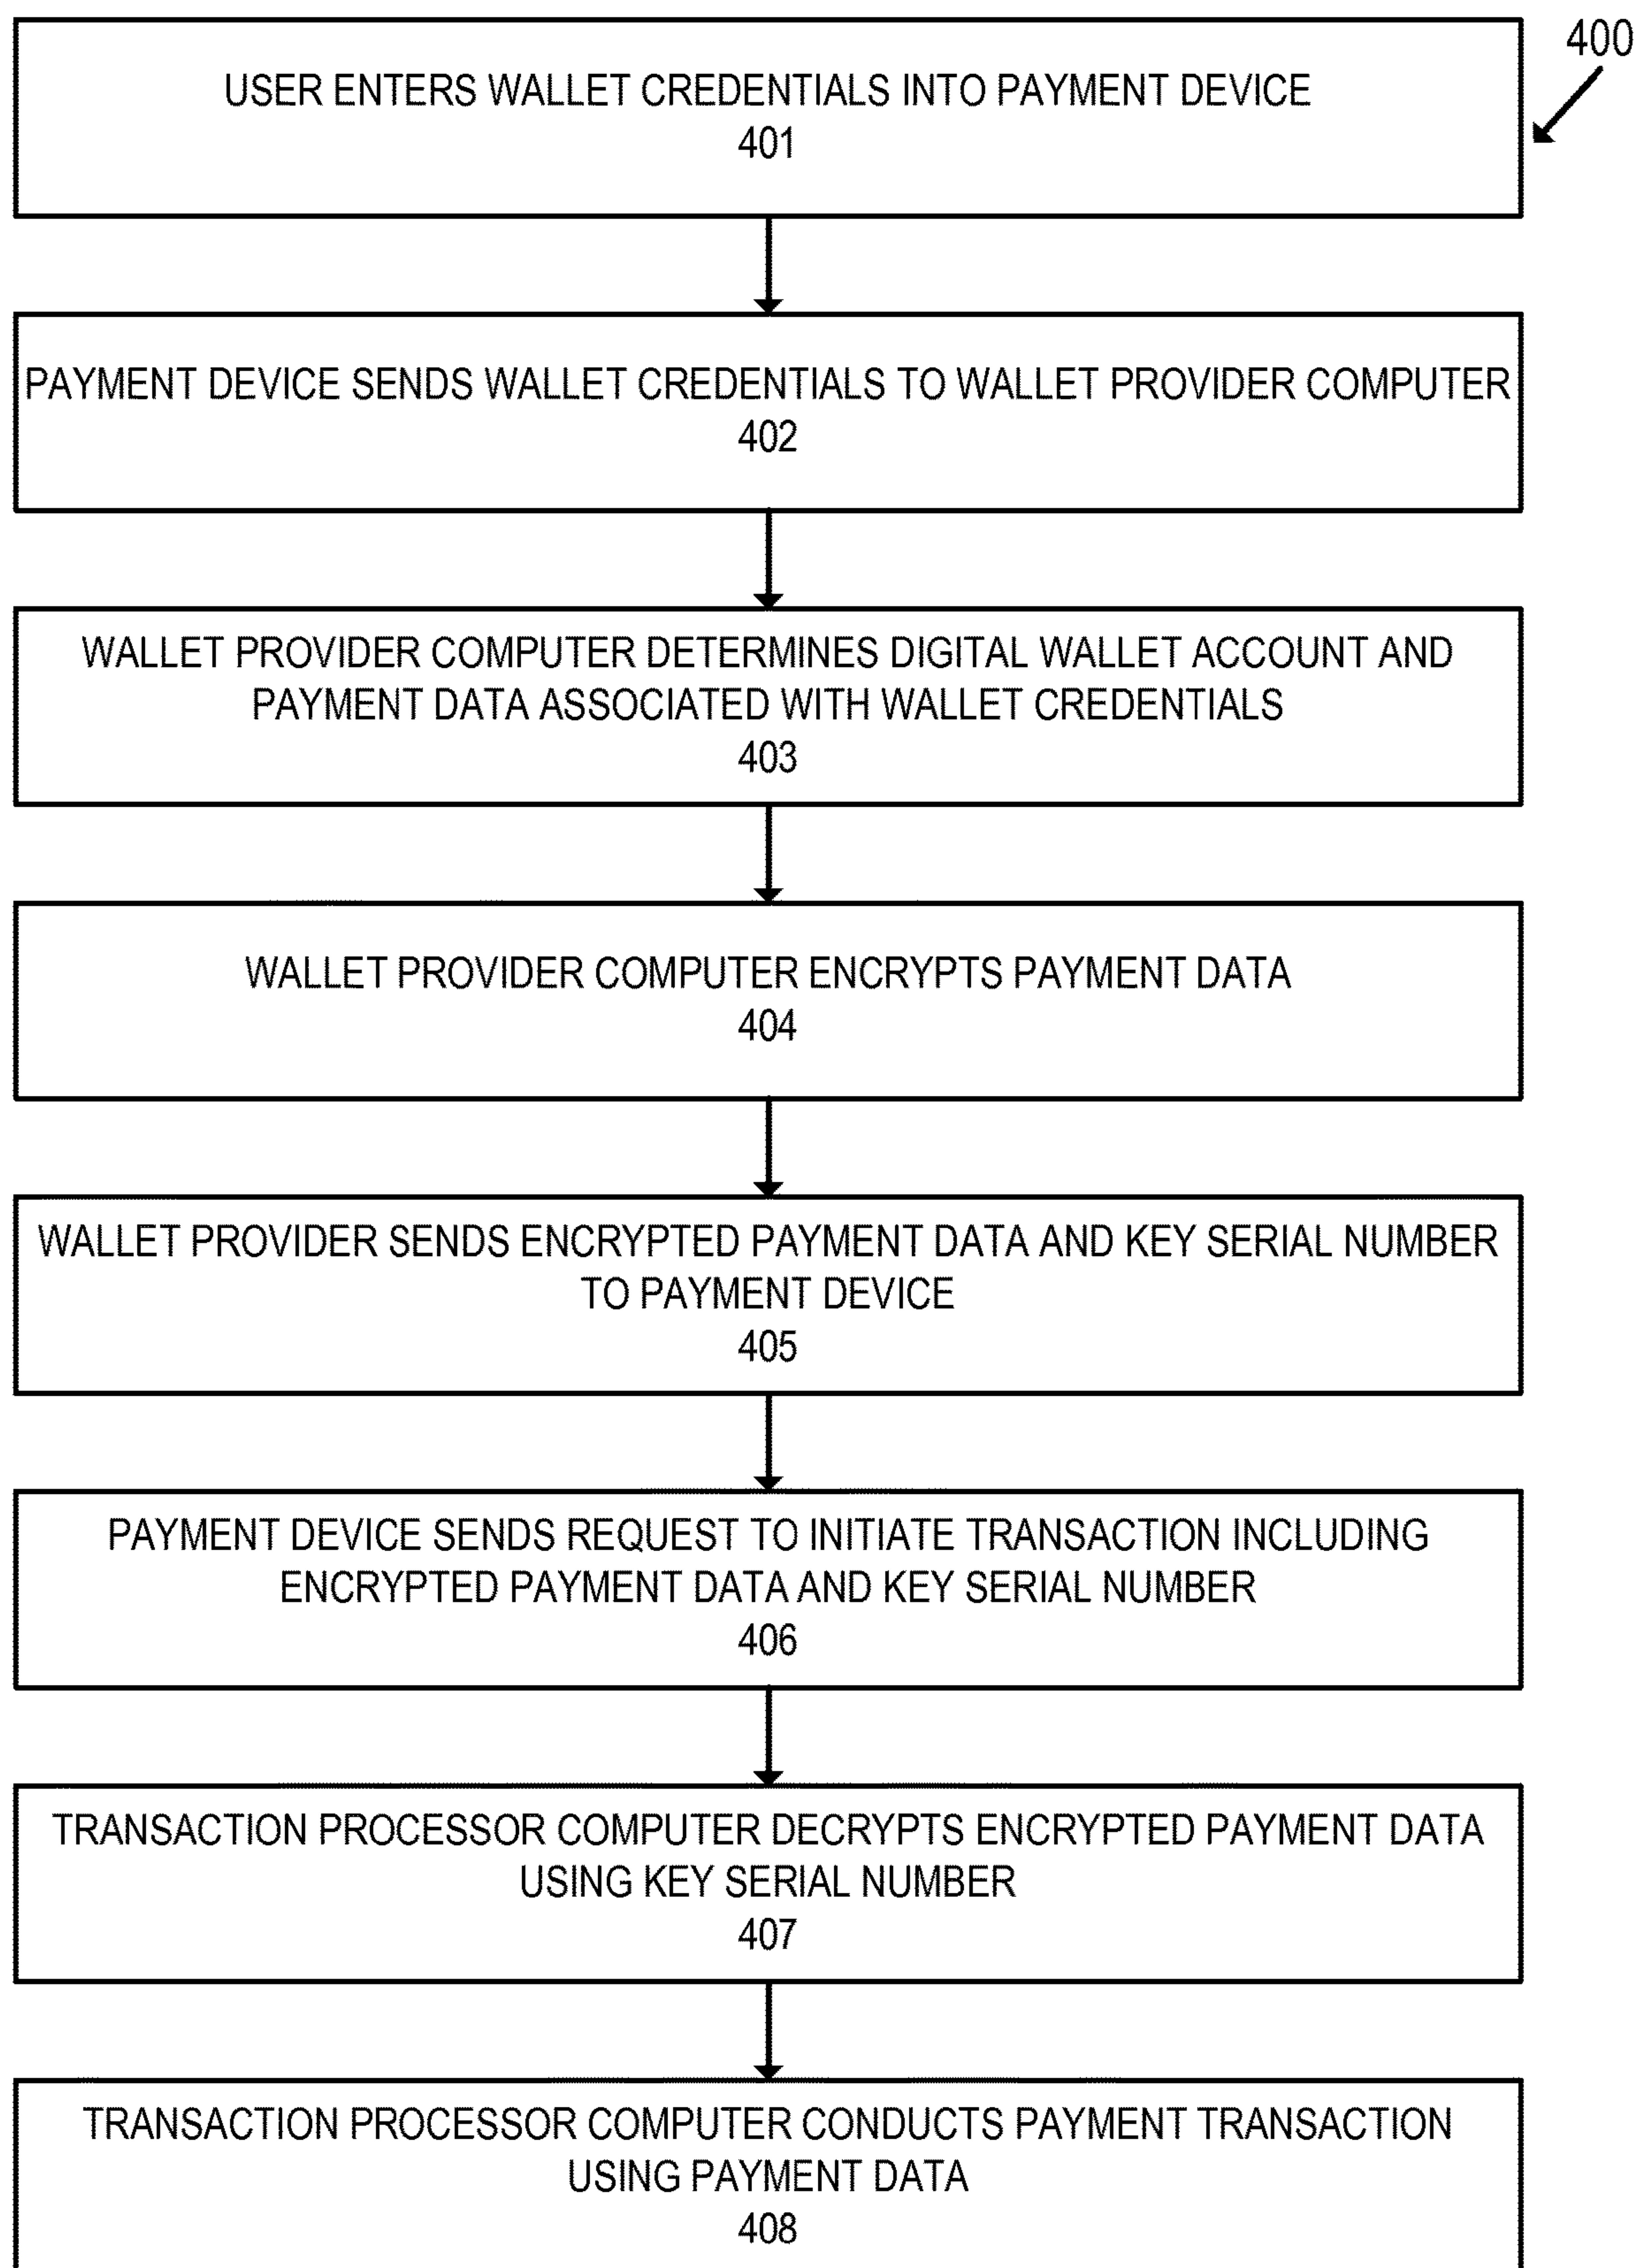 400
USER ENTERS WALLET CREDENTIALS INTO PAYMENT DEVICE
401
PAYMENT DEVICE SENDS WALLET CREDENTIALS TO WALLET PROVIDER COMPUTER
402
WALLET PROVIDER COMPUTER DETERMINES DIGITAL WALLET ACCOUNT AND
PAYMENT DATA ASSOCIATED WITH WALLET CREDENTIALS
403
WALLET PROVIDER COMPUTER ENCRYPTS PAYMENT DATA
404
WALLET PROVIDER SENDS ENCRYPTED PAYMENT DATA AND KEY SERIAL NUMBER
TO PAYMENT DEVICE
405
PAYMENT DEVICE SENDS REQUEST TO INITIATE TRANSACTION INCLUDING
ENCRYPTED PAYMENT DATA AND KEY SERIAL NUMBER
406
TRANSACTION PROCESSOR COMPUTER DECRYPTS ENCRYPTED PAYMENT DATA
USING KEY SERIAL NUMBER
407
TRANSACTION PROCESSOR COMPUTER CONDUCTS PAYMENT TRANSACTION
USING PAYMENT DATA
408